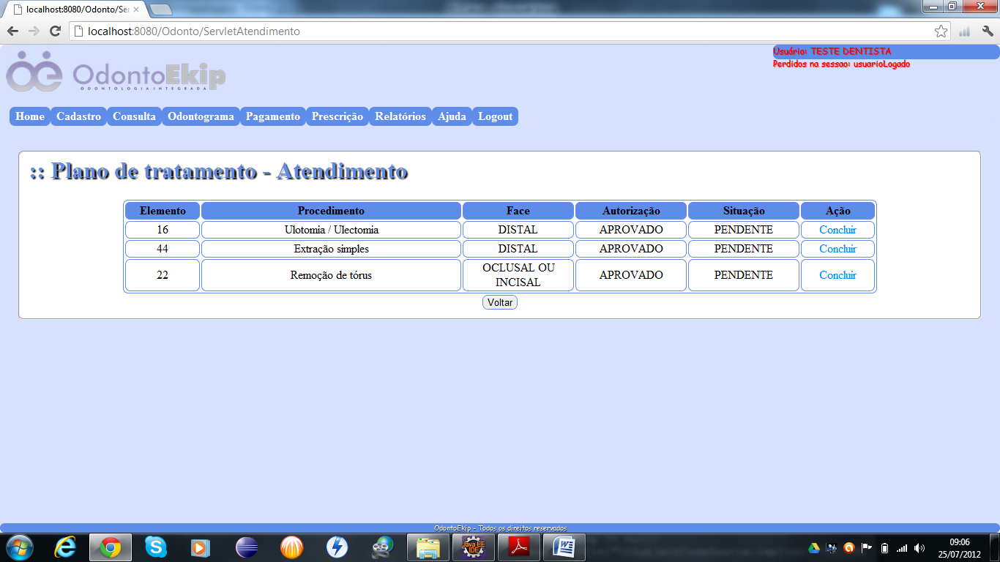 localhost:8080/Odonto/Ser
localhost:8080/Odonto/ServletAtendimento
Usuário: TESTE DENTISTA
Perdidos na sessao: usuarioLogado
OdontoEkip
ODONTOLOGIAINTEGRADA
Home Cadastro Consulta Odontograma Pagamento Prescrição Relatórios Ajuda Logout
:: Plano de tratamento - Atendimento
Elemento Procedimento Face Autorização Situação Ação
16 Ulotomia / Ulectomia DISTAL APROVADO PENDENTE Concluir
44 Extração simples DISTAL APROVADO PENDENTE Concluir
22 Remoção de tórus OCLUSAL OU INCISAL APROVADO PENDENTE Concluir
Voltar
OdontoEkip - Todos os direitos reservados
Java EE
IDE
09:06
25/07/2012